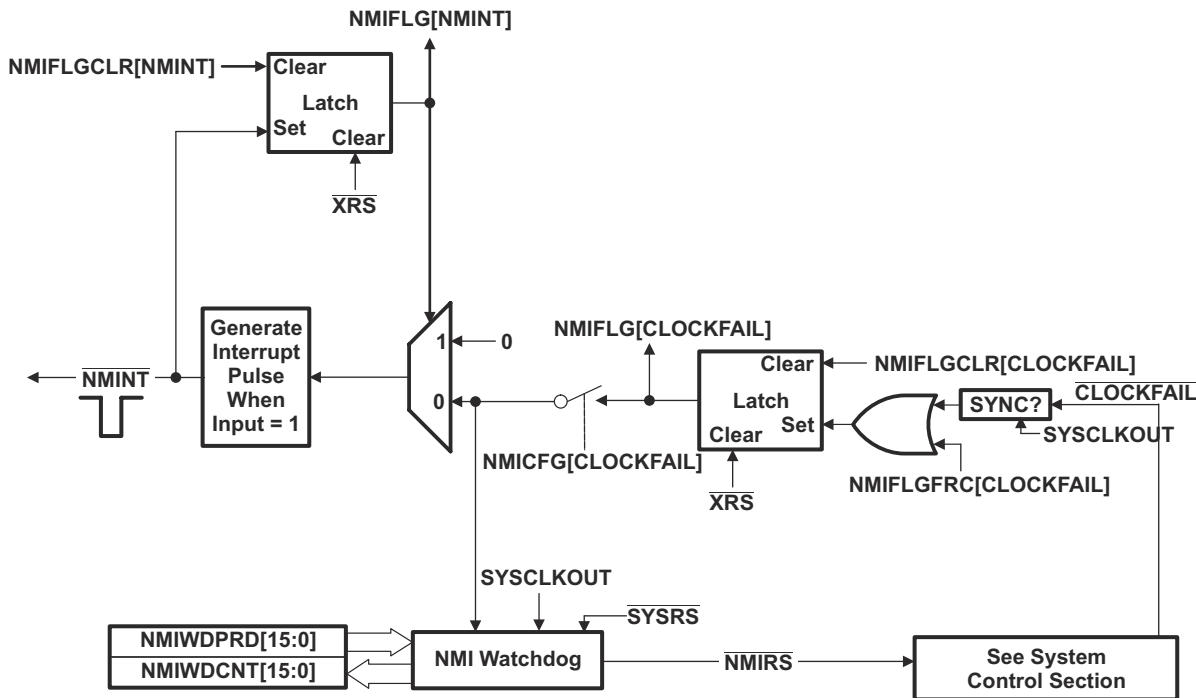 NMIFLG[NMINT]
NMIFLGCLR[NMINT]
Clear
Latch
Set
Clear
XRS
Generate
Interrupt
Pulse
When
Input = 1
NMINT
1
0
0
NMIFLG[CLOCKFAIL]
NMICFG[CLOCKFAIL]
Clear
Latch
Set
Clear
XRS
NMIFLGCLR[CLOCKFAIL]
CLOCKFAIL
SYNC?
SYSCLKOUT
NMIFLGFRC[CLOCKFAIL]
SYSCLKOUT
SYSRS
NMIWDPRD[15:0]
NMIWDCNT[15:0]
NMI Watchdog
NMIRS
See System
Control Section